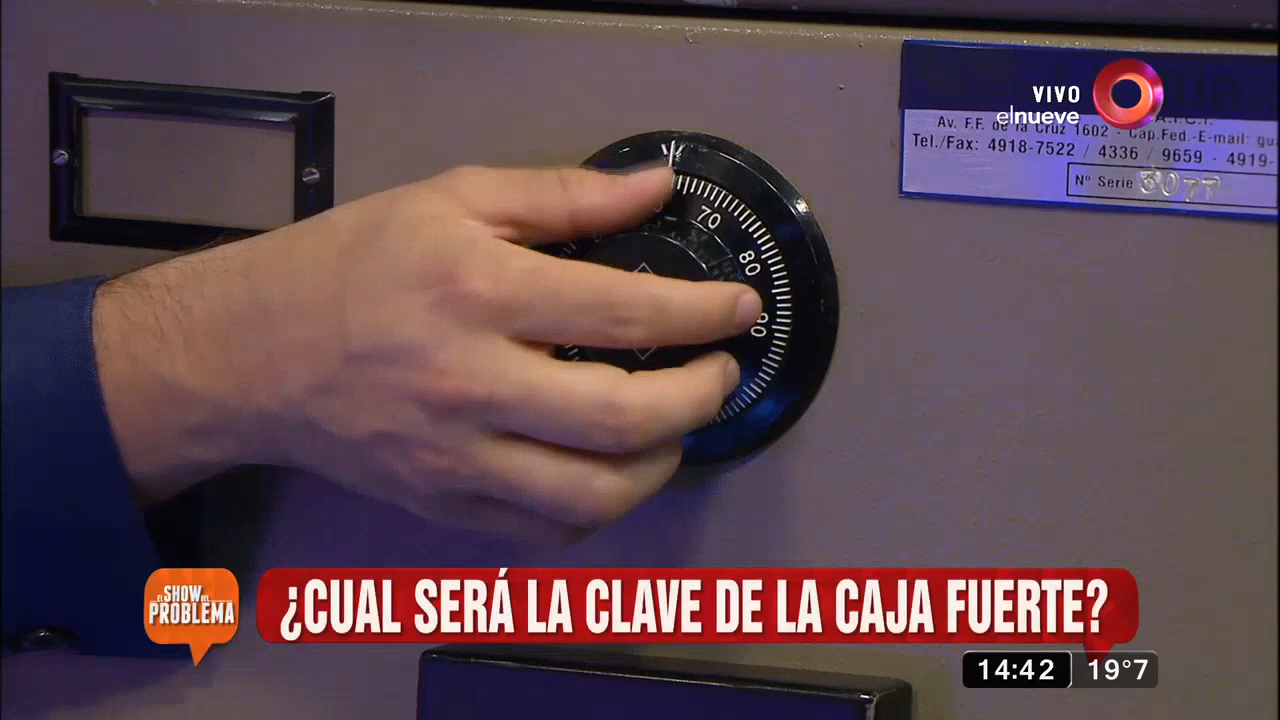 VIVO
elnueve
Av. F.F. de la Cruz 1602 - Cap.Fed.-E-mail:
Tel./Fax: 4918-7522 / 4336 / 9659 - 4919-
Nº Serie 3077
70
80
90
EL SHOW DEL
PROBLEMA
¿CUAL SERÁ LA CLAVE DE LA CAJA FUERTE?
14:42 19°7